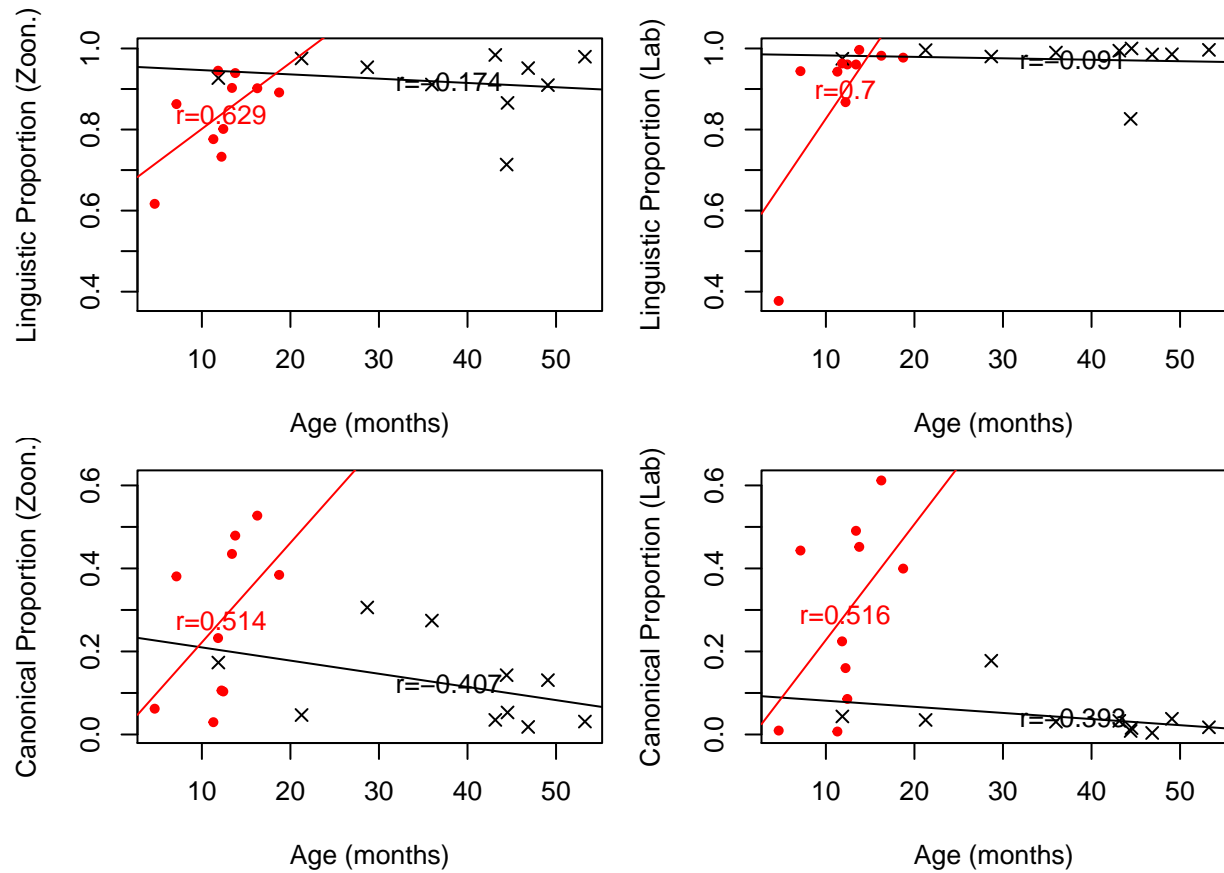 Linguistic Proportion (Zoon.)
0.4 0.6 0.8 1.0
r=0.629
r=−0.174
10 20 30 40 50
Age (months)
Linguistic Proportion (Lab)
0.4 0.6 0.8 1.0
r=0.7
r=−0.091
10 20 30 40 50
Age (months)
Canonical Proportion (Zoon.)
0.0 0.2 0.4 0.6
r=0.514
r=−0.407
10 20 30 40 50
Age (months)
Canonical Proportion (Lab)
0.0 0.2 0.4 0.6
r=0.516
r=−0.393
10 20 30 40 50
Age (months)